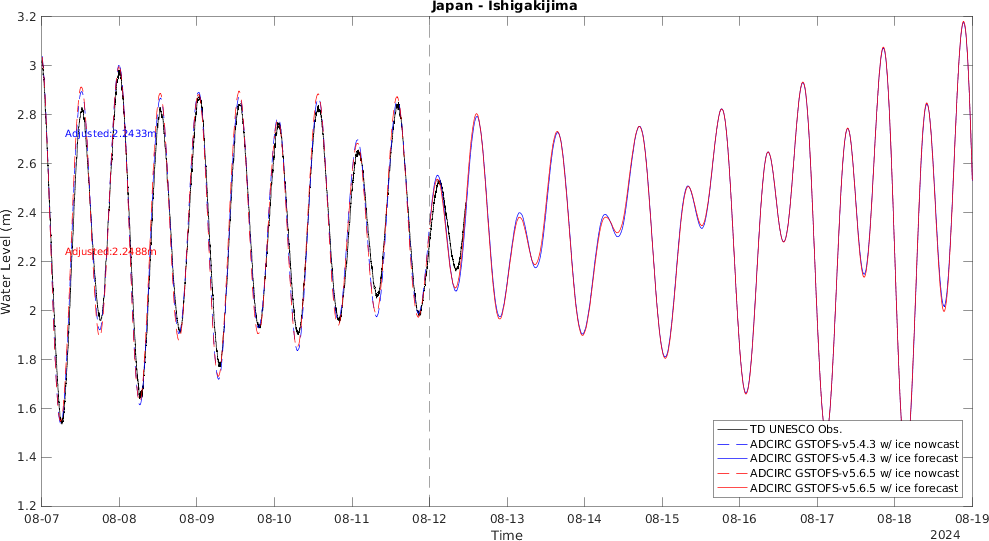 Japan - Ishigakijima
3.2
3
2.8
2.6
2.4
2.2
2
1.8
1.6
1.4
1.2
Water Level (m)
Adjusted:2.2433m
Adjusted:2.2488m
TD UNESCO Obs.
ADCIRC GSTOFS-v5.4.3 w/ ice nowcast
ADCIRC GSTOFS-v5.4.3 w/ ice forecast
ADCIRC GSTOFS-v5.6.5 w/ ice nowcast
ADCIRC GSTOFS-v5.6.5 w/ ice forecast
08-07 08-08 08-09 08-10 08-11 08-12 08-13 08-14 08-15 08-16 08-17 08-18 08-19
Time
2024